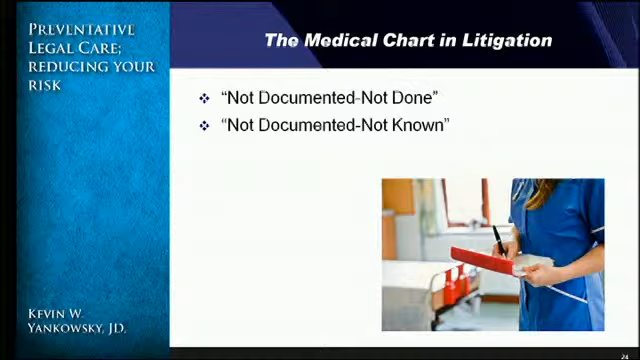 PREVENTATIVE
LEGAL CARE;
REDUCING YOUR
RISK
The Medical Chart in Litigation
“Not Documented-Not Done”
“Not Documented-Not Known”
KEVIN W.
YANKOWSKY, JD.
24